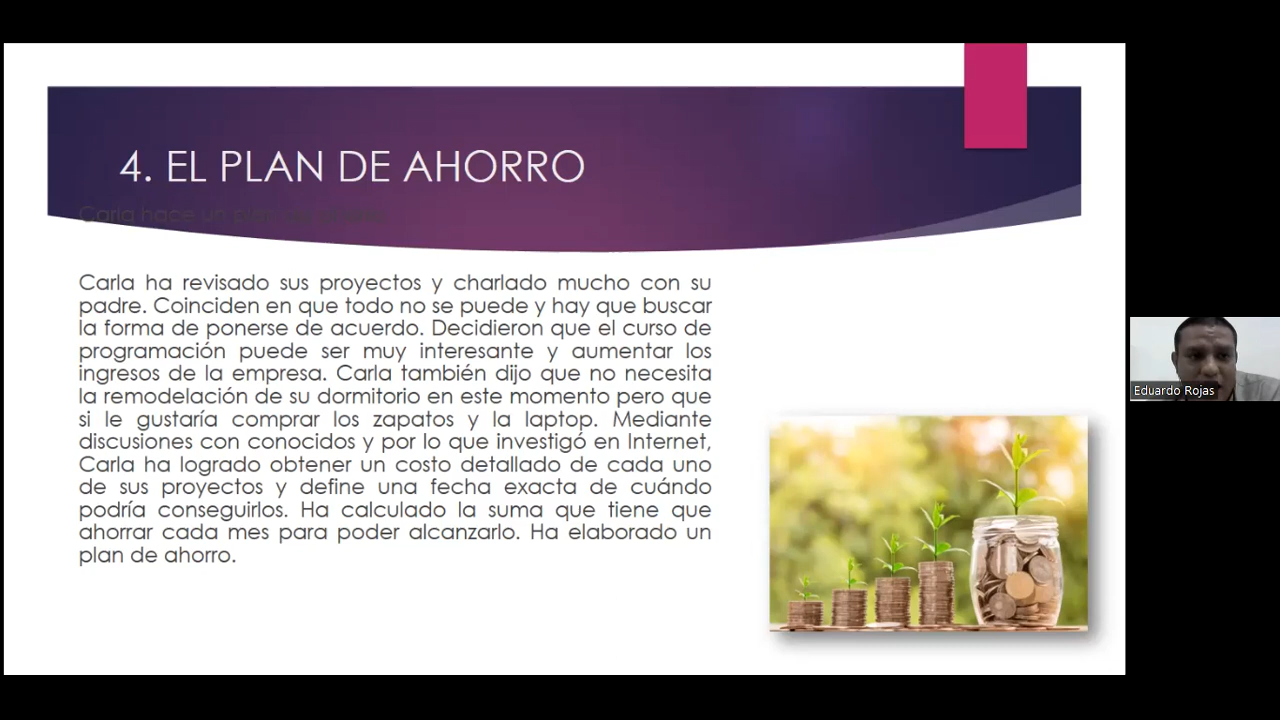 4. EL PLAN DE AHORRO
Carla hace un plan de ahorro
Carla ha revisado sus proyectos y charlado mucho con su
padre. Coinciden en que todo no se puede y hay que buscar
la forma de ponerse de acuerdo. Decidieron que el curso de
programación puede ser muy interesante y aumentar los
ingresos de la empresa. Carla también dijo que no necesita
la remodelación de su dormitorio en este momento pero que
si le gustaría comprar los zapatos y la laptop. Mediante
discusiones con conocidos y por lo que investigó en Internet,
Carla ha logrado obtener un costo detallado de cada uno
de sus proyectos y define una fecha exacta de cuándo
podría conseguirlos. Ha calculado la suma que tiene que
ahorrar cada mes para poder alcanzarlo. Ha elaborado un
plan de ahorro.
Eduardo Rojas